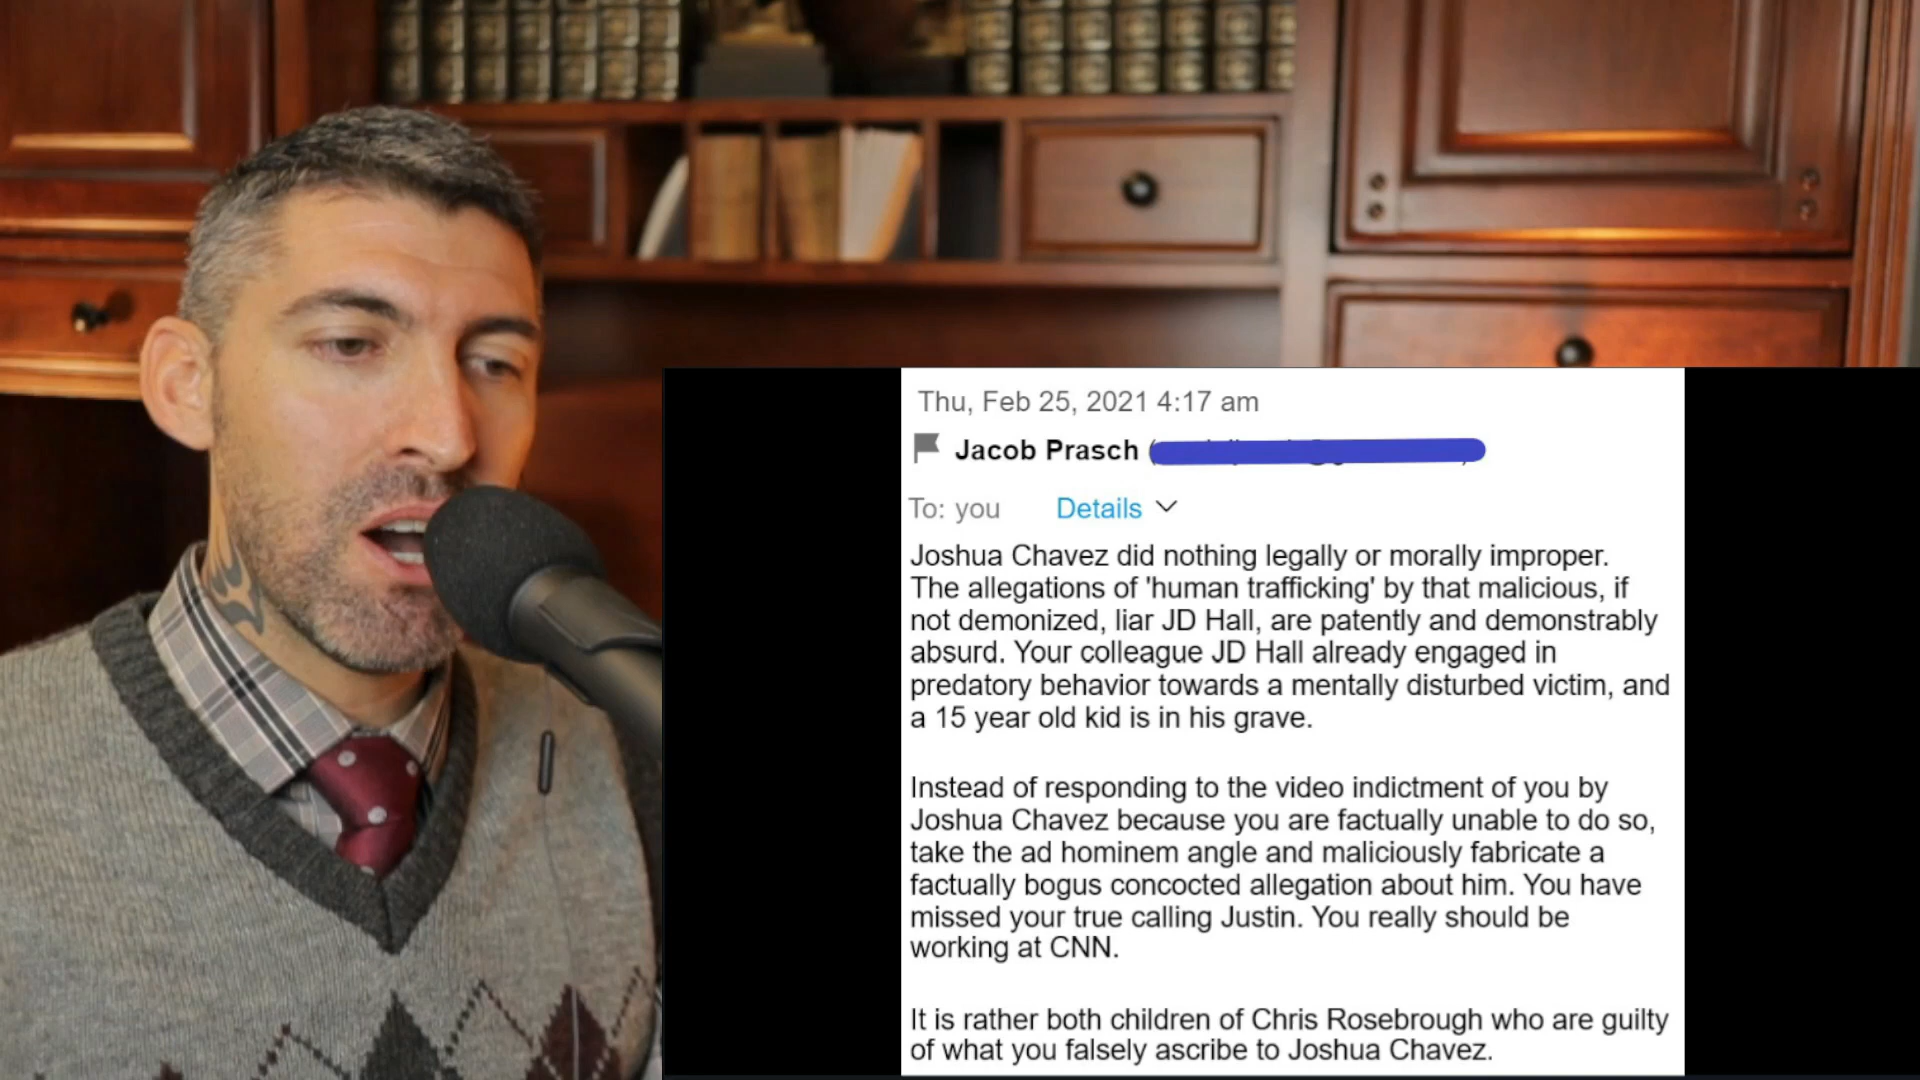 Thu, Feb 25, 2021 4:17 am
Jacob Prasch
To: you Details
Joshua Chavez did nothing legally or morally improper.
The allegations of 'human trafficking' by that malicious, if
not demonized, liar JD Hall, are patently and demonstrably
absurd. Your colleague JD Hall already engaged in
predatory behavior towards a mentally disturbed victim, and
a 15 year old kid is in his grave.
Instead of responding to the video indictment of you by
Joshua Chavez because you are factually unable to do so,
take the ad hominem angle and maliciously fabricate a
factually bogus concocted allegation about him. You have
missed your true calling Justin. You really should be
working at CNN.
It is rather both children of Chris Rosebrough who are guilty
of what you falsely ascribe to Joshua Chavez.